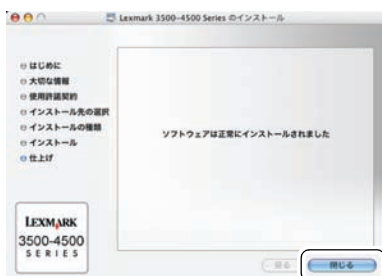 Lexmark 3500-4500 Series のインストール
はじめに
大切な情報
使用許諾契約
インストール先の選択
インストールの種類
インストール
仕上げ
ソフトウェアは正常にインストールされました
LEXMARK
3500-4500
SERIES
戻る
閉じる